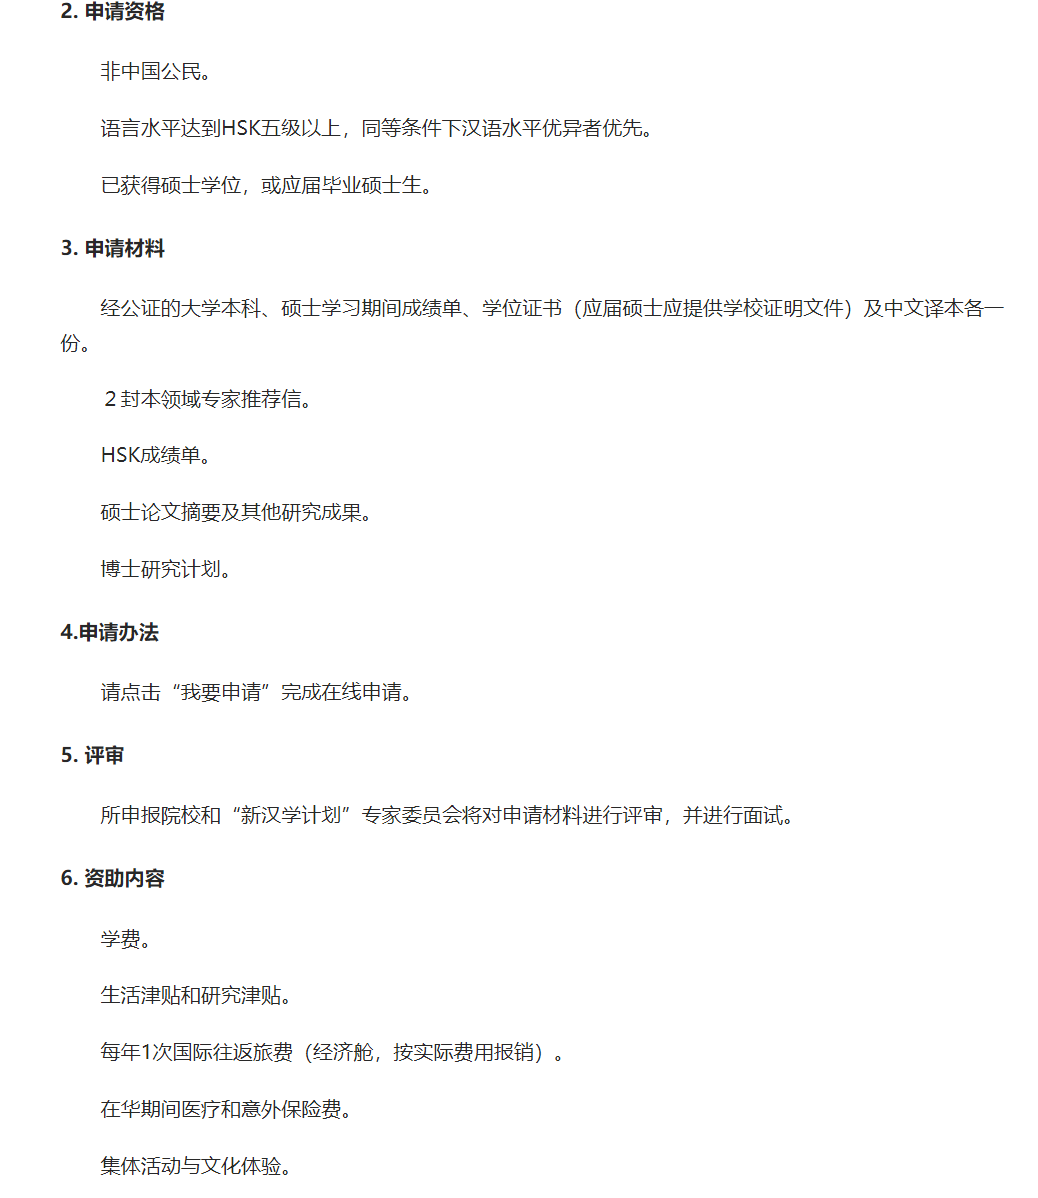 2. 申请资格
非中国公民。
语言水平达到HSK五级以上，同等条件下汉语水平优异者优先。
已获得硕士学位，或应届毕业硕士生。
3. 申请材料
经公证的大学本科、硕士学习期间成绩单、学位证书（应届硕士应提供学校证明文件）及中文译本各一
份。
２封本领域专家推荐信。
HSK成绩单。
硕士论文摘要及其他研究成果。
博士研究计划。
4.申请办法
请点击“我要申请”完成在线申请。
5. 评审
所申报院校和“新汉学计划”专家委员会将对申请材料进行评审，并进行面试。
6. 资助内容
学费。
生活津贴和研究津贴。
每年1次国际往返旅费（经济舱，按实际费用报销）。
在华期间医疗和意外保险费。
集体活动与文化体验。